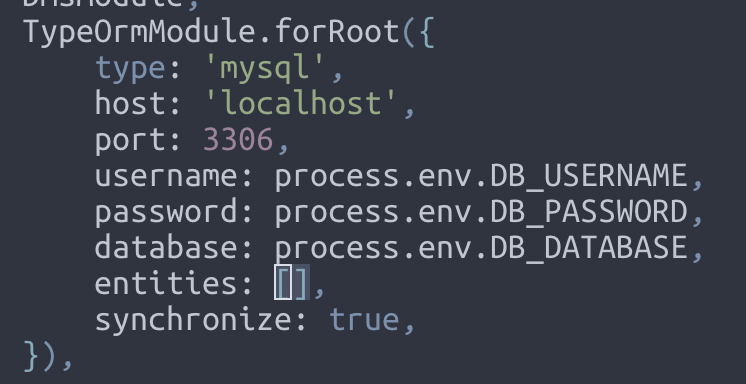 DmsModule,
TypeOrmModule.forRoot({
    type: 'mysql',
    host: 'localhost',
    port: 3306,
    username: process.env.DB_USERNAME,
    password: process.env.DB_PASSWORD,
    database: process.env.DB_DATABASE,
    entities: [],
    synchronize: true,
}),